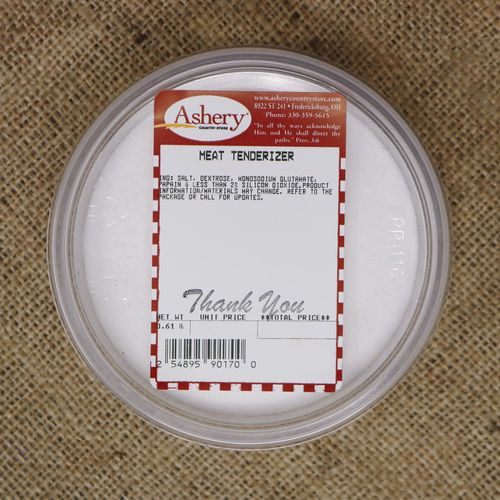 Ashery
COUNTRY STORE
www.asherycountrystore.com
8922 ST 241 • Fredericksburg, OH
Phone: 330-359-5615
"In all thy ways acknowledge
Him and He shall direct thy
paths." Prov. 3:6
MEAT TENDERIZER
ING: SALT, DEXTROSE, MONOSODIUM GLUTAMATE,
PAPAIN & LESS THAN 2% SILICON DIOXIDE.PRODUCT
INFORMATION/MATERIALS MAY CHANGE. REFER TO THE
PACKAGE OR CALL FOR UPDATES.
Thank You
NET WT UNIT PRICE **TOTAL PRICE**
0.61 lb
2 54895 90170 0